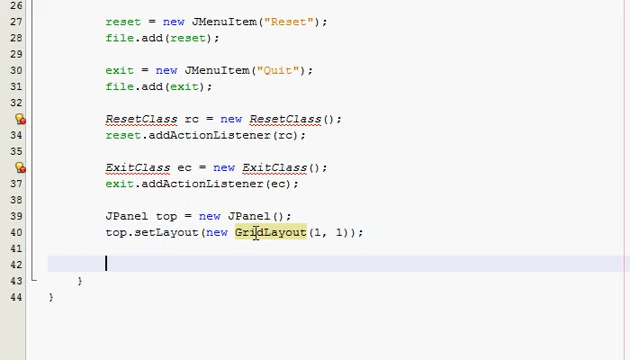 26
27 reset = new JMenuItem("Reset");
28 file.add(reset);
29
30 exit = new JMenuItem("Quit");
31 file.add(exit);
32
ResetClass rc = new ResetClass();
34 reset.addActionListener(rc);
35
ExitClass ec = new ExitClass();
37 exit.addActionListener(ec);
38
39 JPanel top = new JPanel();
40 top.setLayout(new GridLayout(1, 1));
41
42
43 }
44 }